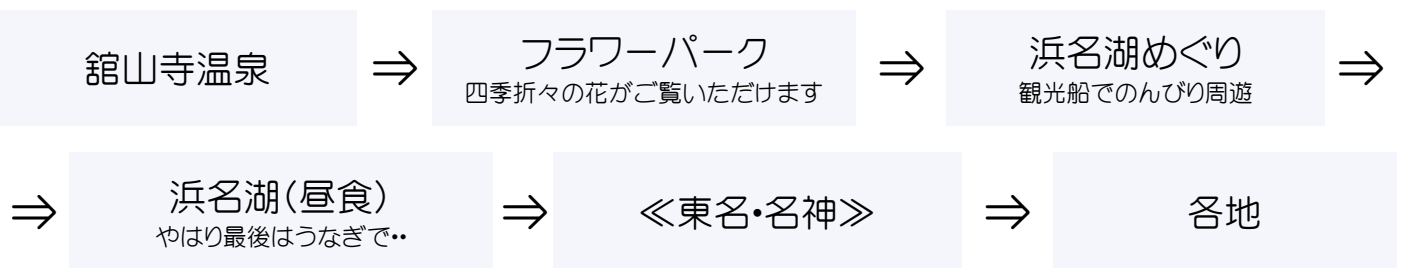 舘山寺温泉 ⇒ フラワーパーク ⇒ 浜名湖めぐり ⇒
四季折々の花がご覧いただけます 観光船でのんびり周遊
⇒ 浜名湖(昼食) ⇒ ≪東名・名神≫ ⇒ 各地
やはり最後はうなぎで・・